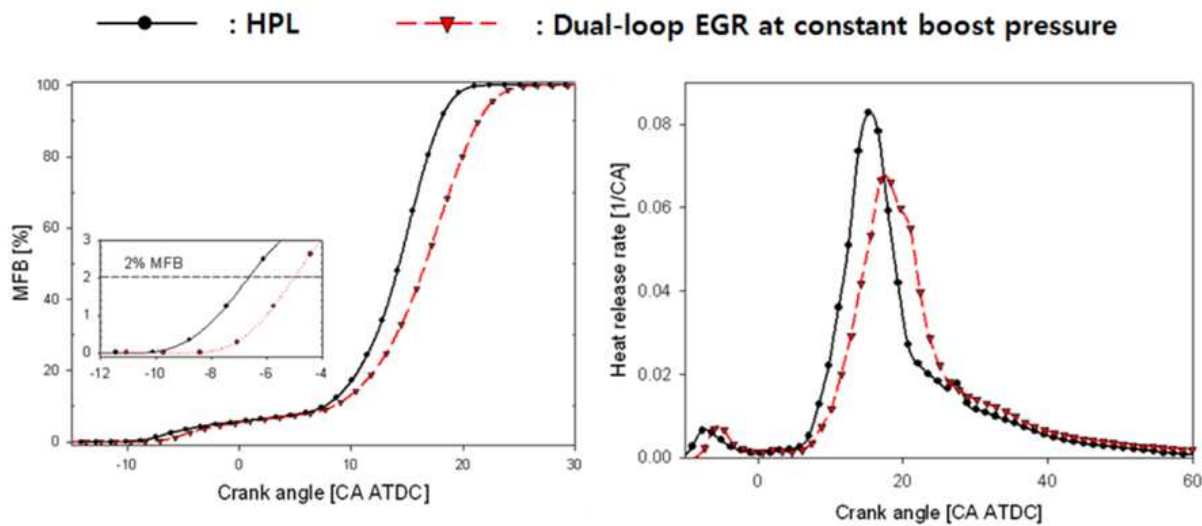 : HPL
: Dual-loop EGR at constant boost pressure
100
80
60
40
20
0
MFB [%]
3
2
1
0
2% MFB
-12 -10 -8 -6 -4
-10 0 10 20 30
Crank angle [CA ATDC]
0.08
0.06
0.04
0.02
0.00
Heat release rate [1/CA]
0 20 40 60
Crank angle [CA ATDC]